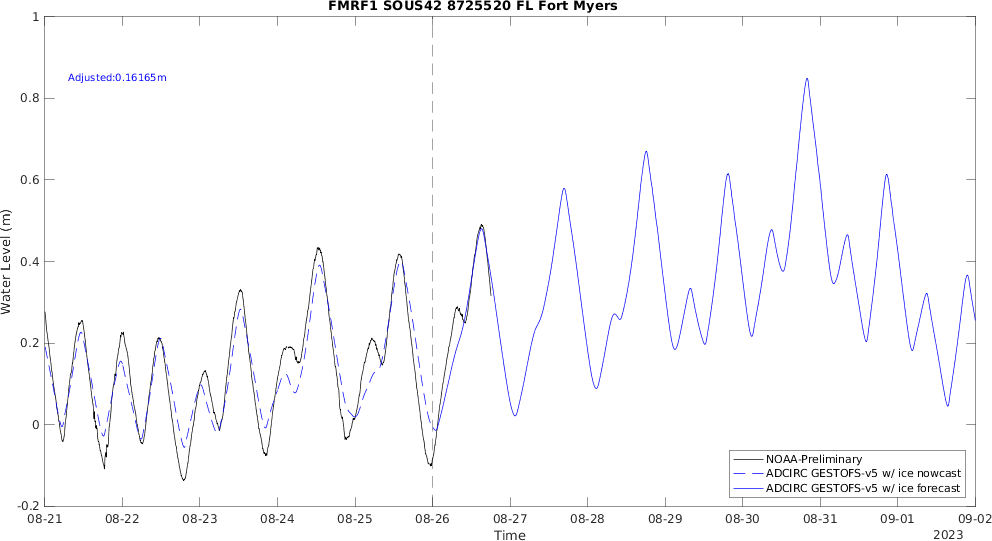 FMRF1 SOUS42 8725520 FL Fort Myers
Adjusted:0.16165m
Water Level (m)
1
0.8
0.6
0.4
0.2
0
-0.2
08-21 08-22 08-23 08-24 08-25 08-26 08-27 08-28 08-29 08-30 08-31 09-01 09-02
Time
2023
NOAA-Preliminary
ADCIRC GESTOFS-v5 w/ ice nowcast
ADCIRC GESTOFS-v5 w/ ice forecast